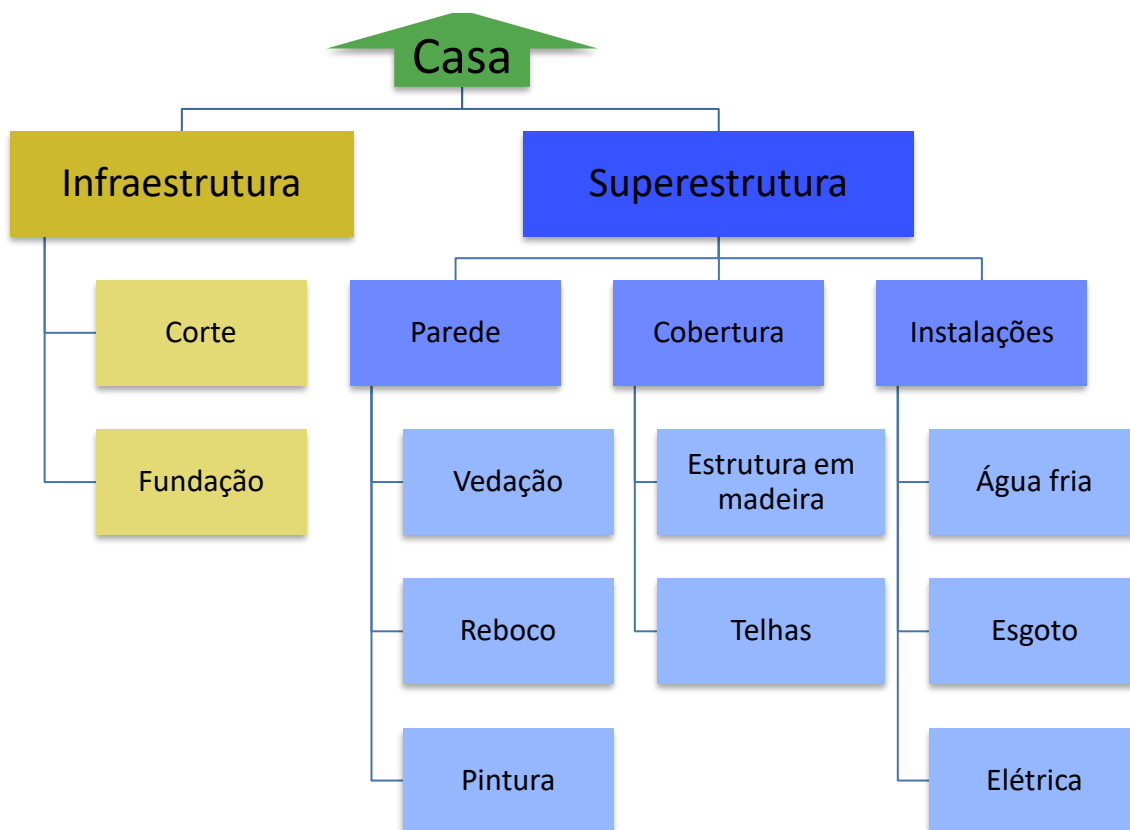 Casa
Infraestrutura
Superestrutura
Corte
Parede
Cobertura
Instalações
Fundação
Vedação
Estrutura em
madeira
Água fria
Reboco
Telhas
Esgoto
Pintura
Elétrica